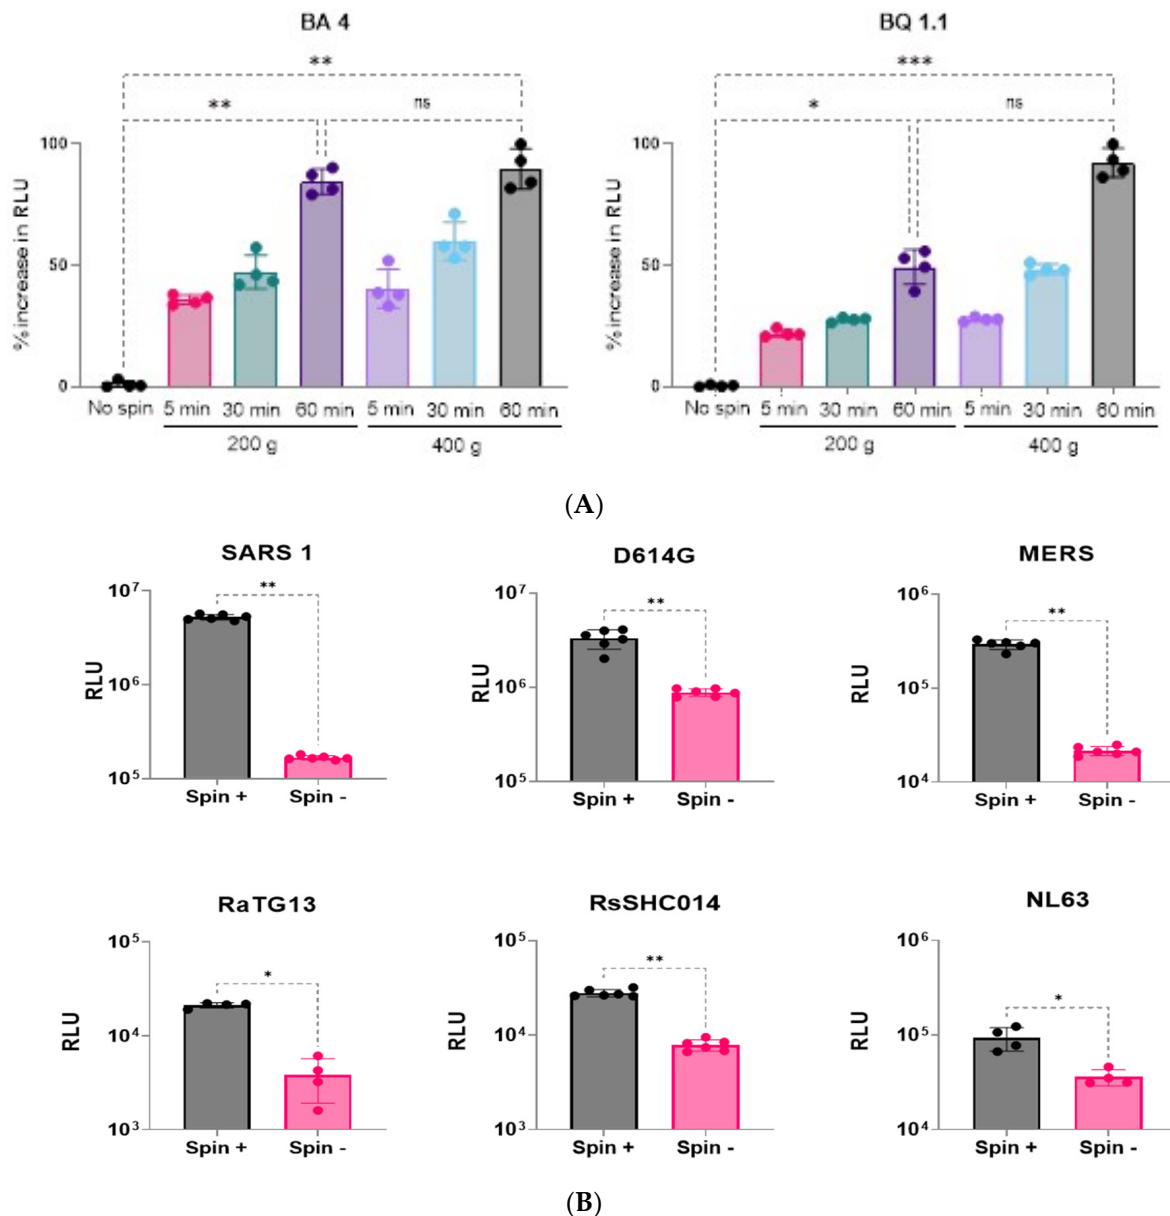 BA 4 BQ 1.1
** ***
** ns * ns
% increase in RLU 100 50 0 % increase in RLU 100 50 0
No spin 5 min 30 min 60 min 5 min 30 min 60 min No spin 5 min 30 min 60 min 5 min 30 min 60 min
200 g 400 g 200 g 400 g
(A)
SARS 1 D614G MERS
** ** **
RLU 10⁷ 10⁶ 10⁵ RLU 10⁷ 10⁶ 10⁵ RLU 10⁶ 10⁵ 10⁴
Spin + Spin - Spin + Spin - Spin + Spin -
RaTG13 RsSHC014 NL63
* ** *
RLU 10⁵ 10⁴ 10³ RLU 10⁵ 10⁴ 10³ RLU 10⁶ 10⁵ 10⁴
Spin + Spin - Spin + Spin - Spin + Spin -
(B)